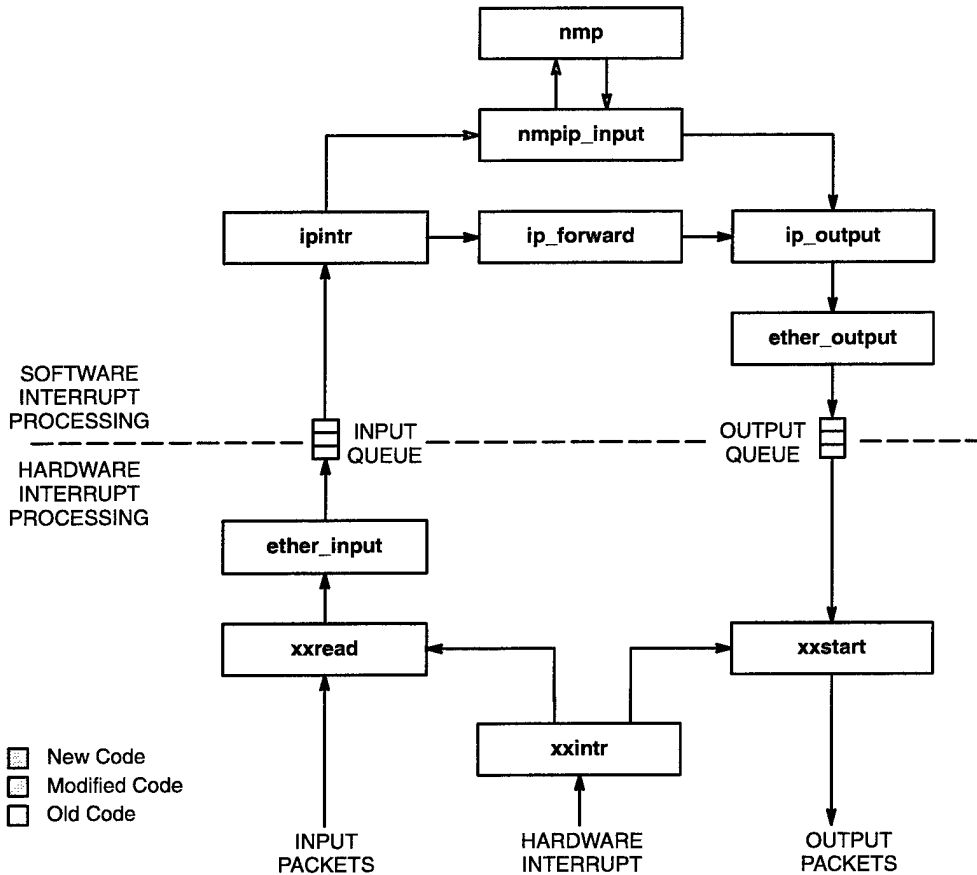 nmp
nmpip_input
ipintr
ip_forward
ip_output
ether_output
SOFTWARE
INTERRUPT
PROCESSING
INPUT
QUEUE
OUTPUT
QUEUE
HARDWARE
INTERRUPT
PROCESSING
ether_input
xxread
xxstart
xxintr
New Code
Modified Code
Old Code
INPUT
PACKETS
HARDWARE
INTERRUPT
OUTPUT
PACKETS